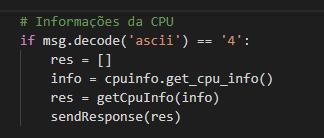 # Informações da CPU
if msg.decode('ascii') == '4':
    res = []
    info = cpuinfo.get_cpu_info()
    res = getCpuInfo(info)
    sendResponse(res)